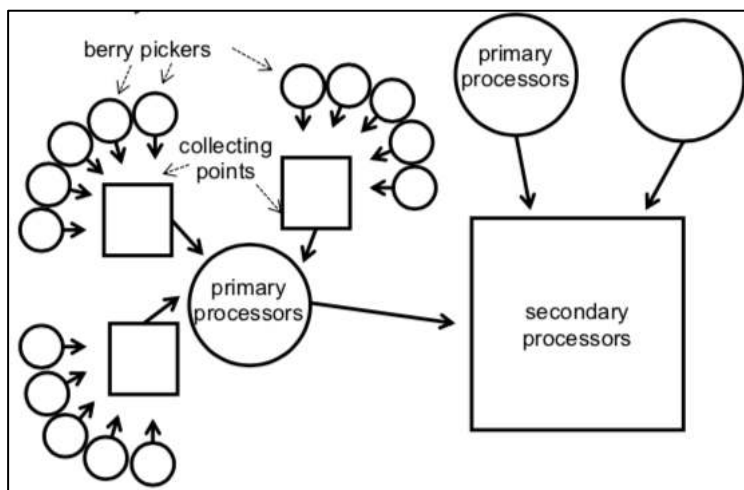 berry pickers
primary
processors
collecting
points
primary
processors
secondary
processors